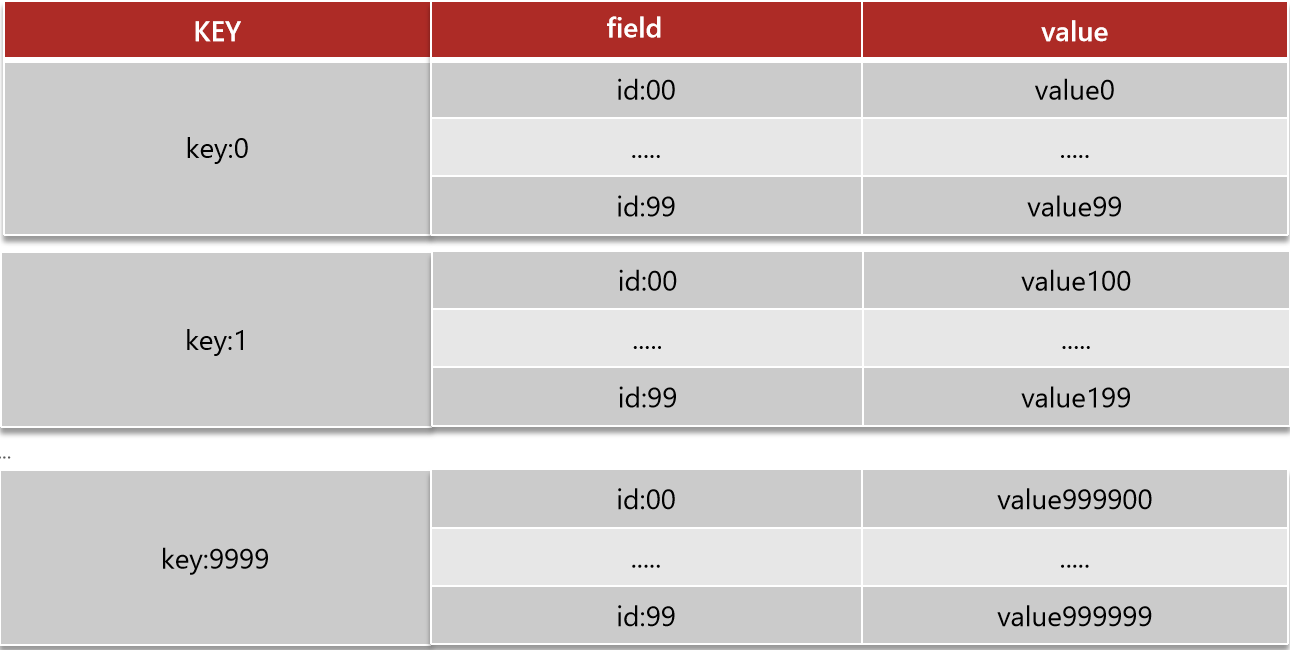 KEY field value
key:0
id:00 value0
..... .....
id:99 value99
key:1
id:00 value100
..... .....
id:99 value199
...
key:9999
id:00 value999900
..... .....
id:99 value999999